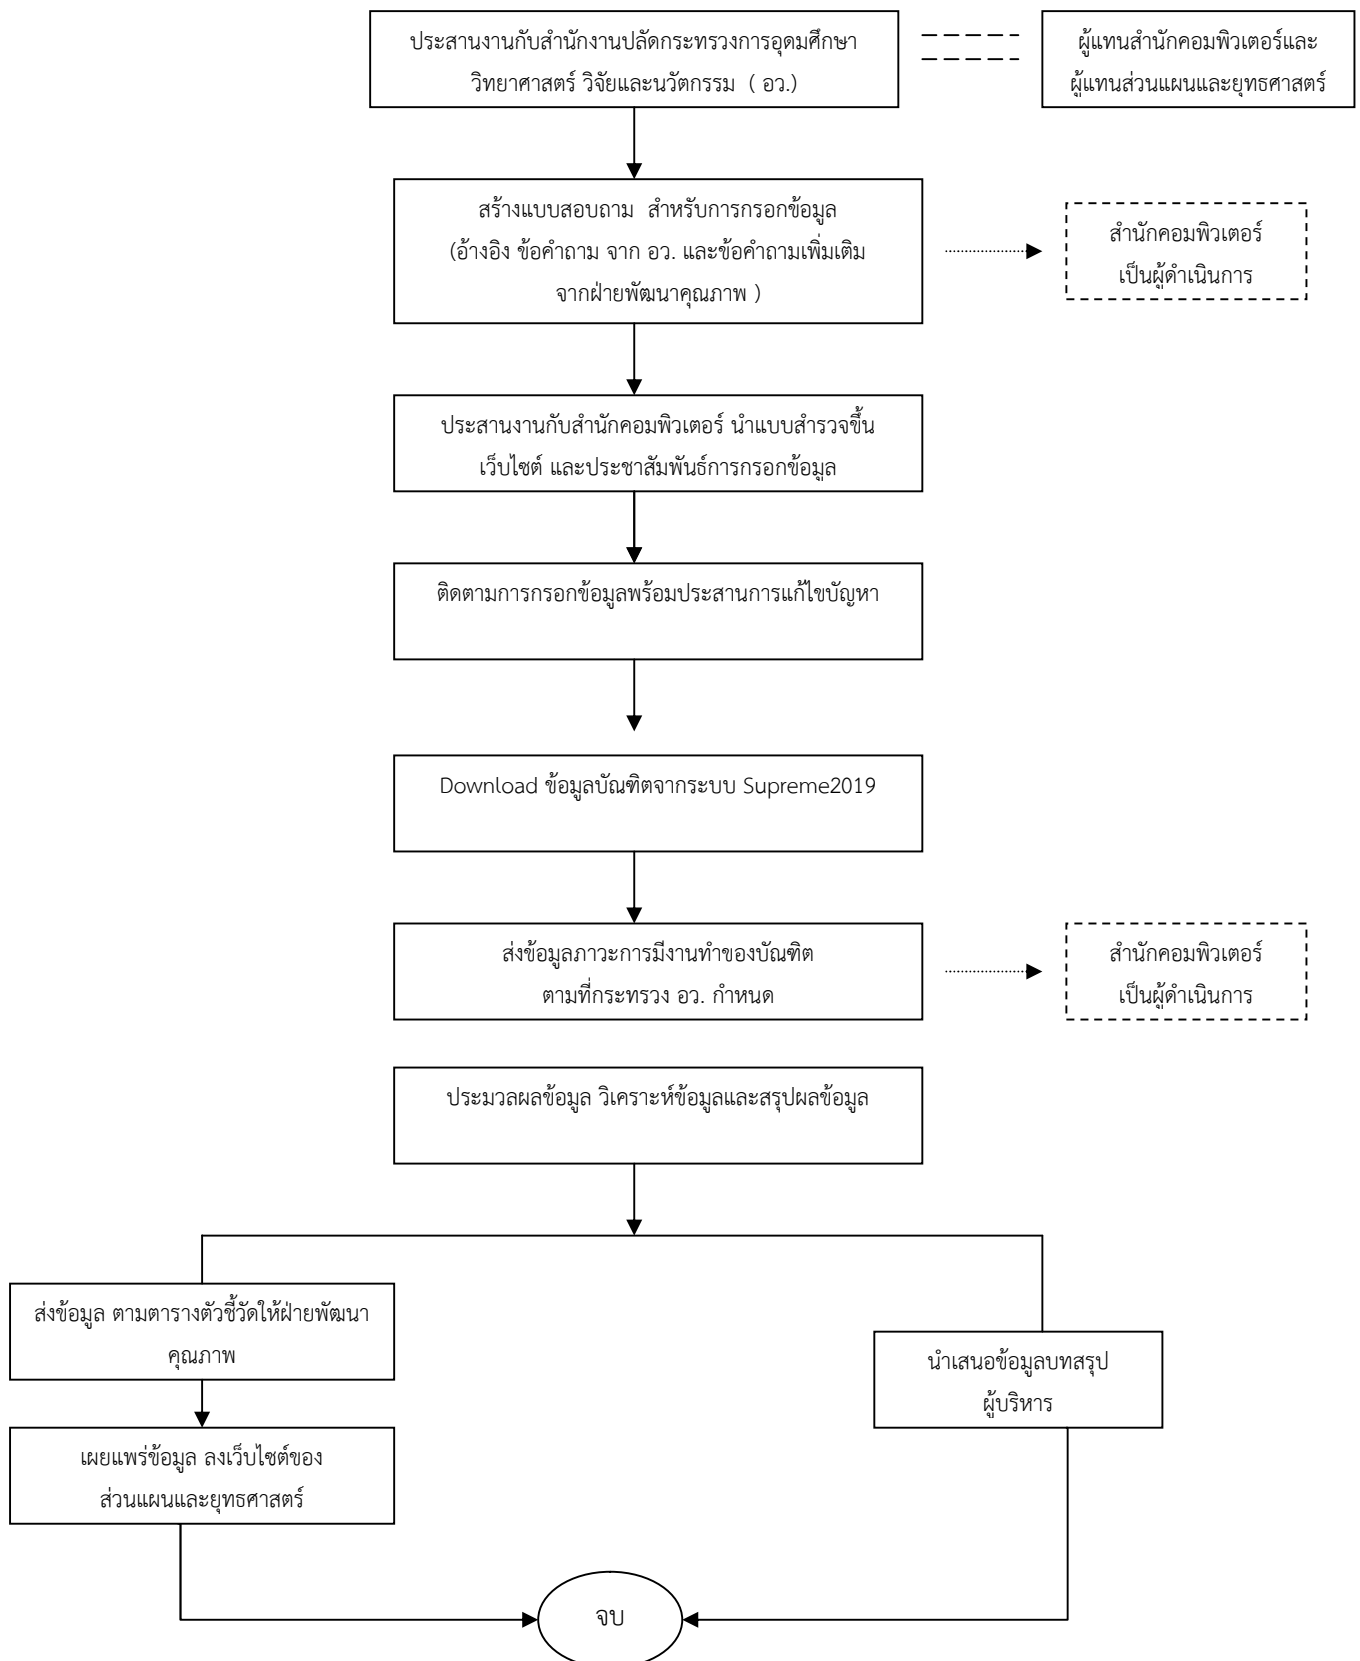 ประสานงานกับสำนักงานปลัดกระทรวงการอุดมศึกษา
วิทยาศาสตร์ วิจัยและนวัตกรรม ( อว.)
ผู้แทนสำนักคอมพิวเตอร์และ
ผู้แทนส่วนแผนและยุทธศาสตร์
สร้างแบบสอบถาม สำหรับการกรอกข้อมูล
(อ้างอิง ข้อคำถาม จาก อว. และข้อคำถามเพิ่มเติม
จากฝ่ายพัฒนาคุณภาพ )
สำนักคอมพิวเตอร์
เป็นผู้ดำเนินการ
ประสานงานกับสำนักคอมพิวเตอร์ นำแบบสำรวจขึ้น
เว็บไซต์ และประชาสัมพันธ์การกรอกข้อมูล
ติดตามการกรอกข้อมูลพร้อมประสานการแก้ไขบัญหา
Download ข้อมูลบัณฑิตจากระบบ Supreme2019
ส่งข้อมูลภาวะการมีงานทำของบัณฑิต
ตามที่กระทรวง อว. กำหนด
สำนักคอมพิวเตอร์
เป็นผู้ดำเนินการ
ประมวลผลข้อมูล วิเคราะห์ข้อมูลและสรุปผลข้อมูล
ส่งข้อมูล ตามตารางตัวชี้วัดให้ฝ่ายพัฒนา
คุณภาพ
นำเสนอข้อมูลบทสรุป
ผู้บริหาร
เผยแพร่ข้อมูล ลงเว็บไซต์ของ
ส่วนแผนและยุทธศาสตร์
จบ